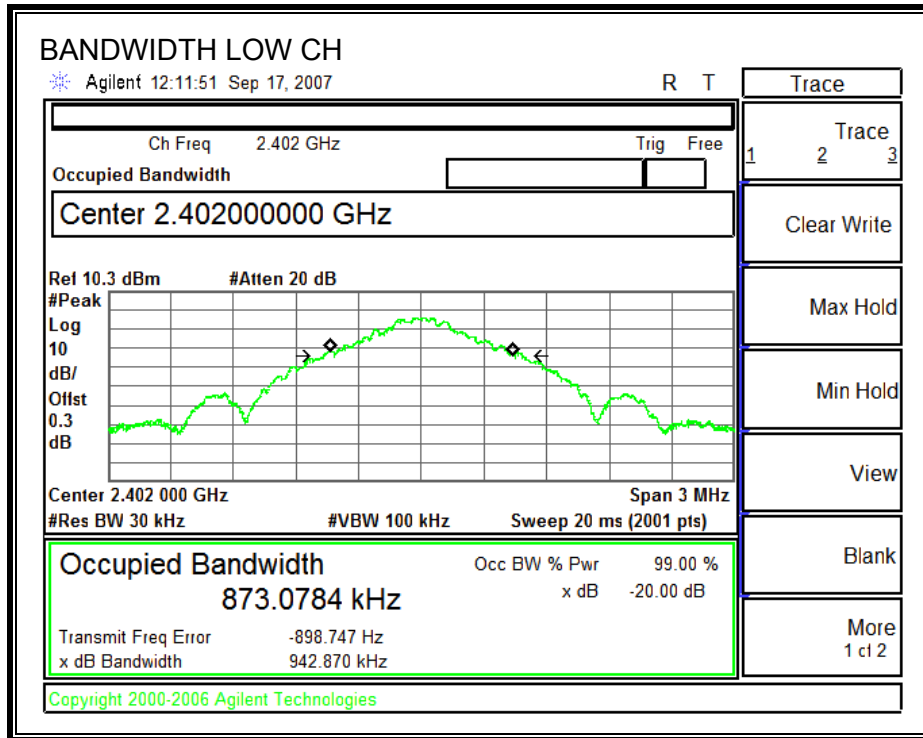 BANDWIDTH LOW CH
Agilent 12:11:51 Sep 17, 2007 R T
Trace
Ch Freq 2.402 GHz Trig Free
Occupied Bandwidth
Center 2.402000000 GHz
Ref 10.3 dBm #Atten 20 dB
#Peak
Log
10
dB/
Offst
0.3
dB
Center 2.402 000 GHz Span 3 MHz
#Res BW 30 kHz #VBW 100 kHz Sweep 20 ms (2001 pts)
Occupied Bandwidth Occ BW % Pwr 99.00 %
873.0784 kHz x dB -20.00 dB
Transmit Freq Error -898.747 Hz
x dB Bandwidth 942.870 kHz
Copyright 2000-2006 Agilent Technologies
Trace
1 2 3
Clear Write
Max Hold
Min Hold
View
Blank
More
1 of 2